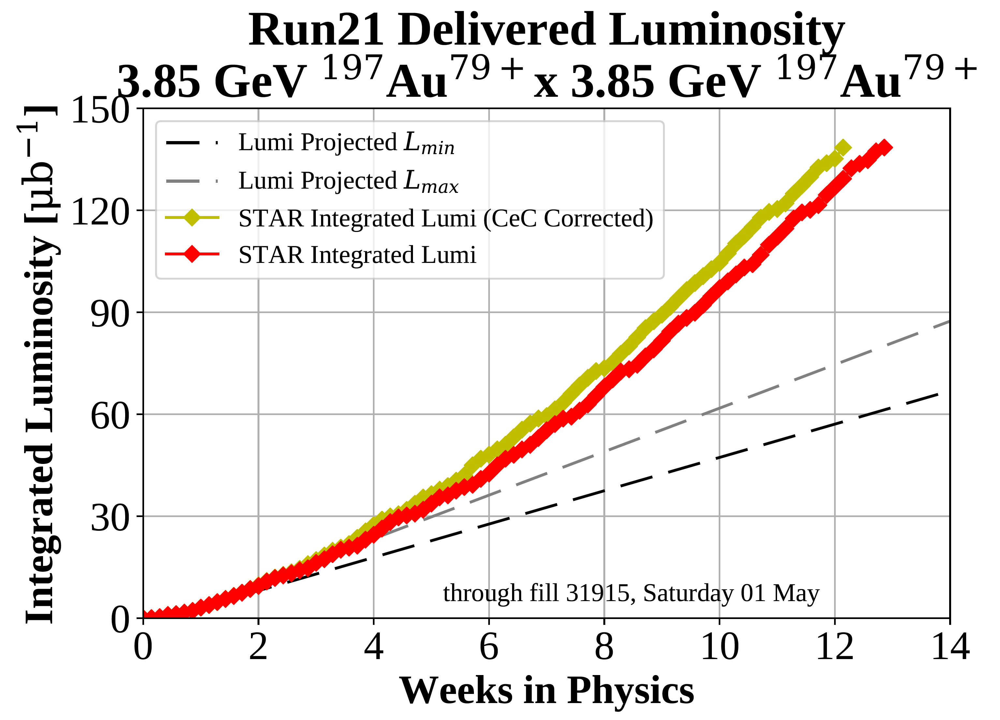 Run21 Delivered Luminosity
3.85 GeV ¹⁹⁷Au⁷⁹⁺ x 3.85 GeV ¹⁹⁷Au⁷⁹⁺
Integrated Luminosity [μb⁻¹]
150
120
90
60
30
0
Lumi Projected Lₘᵢₙ
Lumi Projected Lₘₐₓ
STAR Integrated Lumi (CeC Corrected)
STAR Integrated Lumi
through fill 31915, Saturday 01 May
0 2 4 6 8 10 12 14
Weeks in Physics